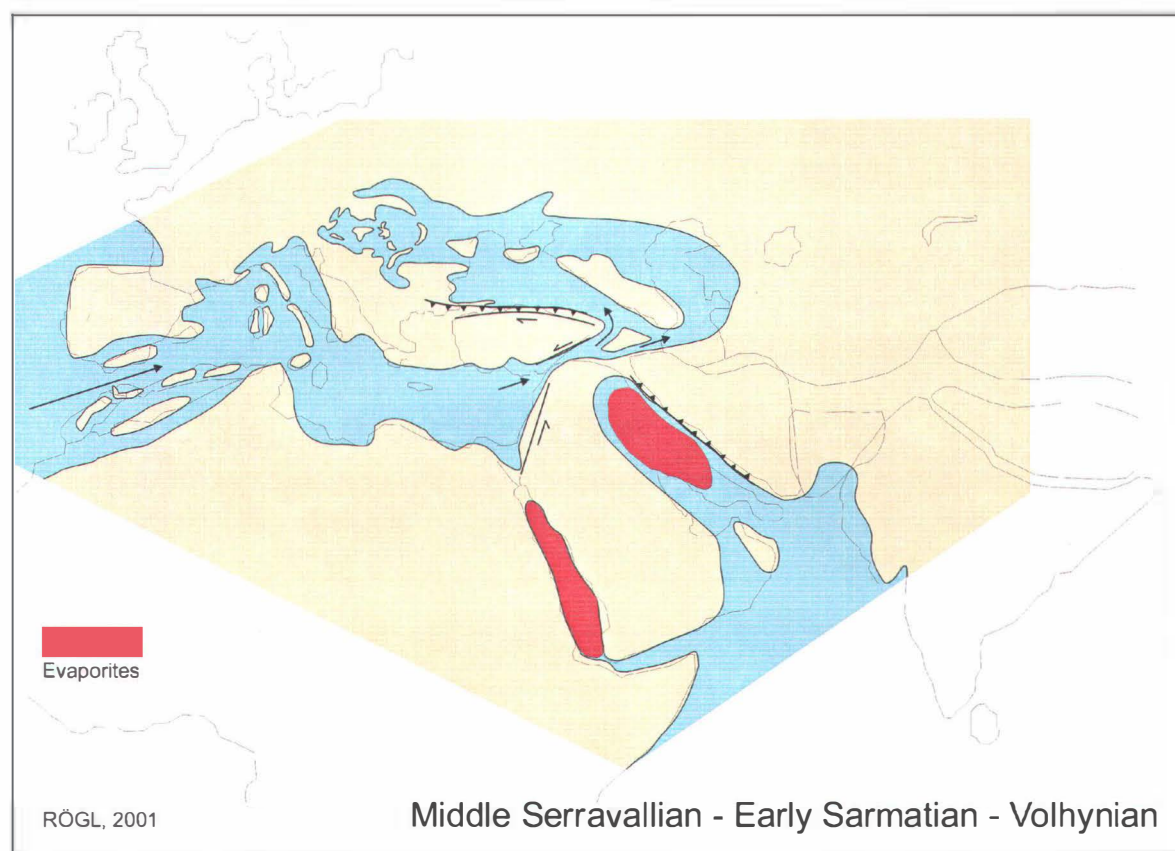 Evaporites
RÖGL, 2001
Middle Serravallian - Early Sarmatian - Volhynian